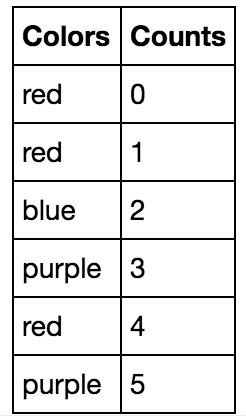 Colors Counts
red 0
red 1
blue 2
purple 3
red 4
purple 5